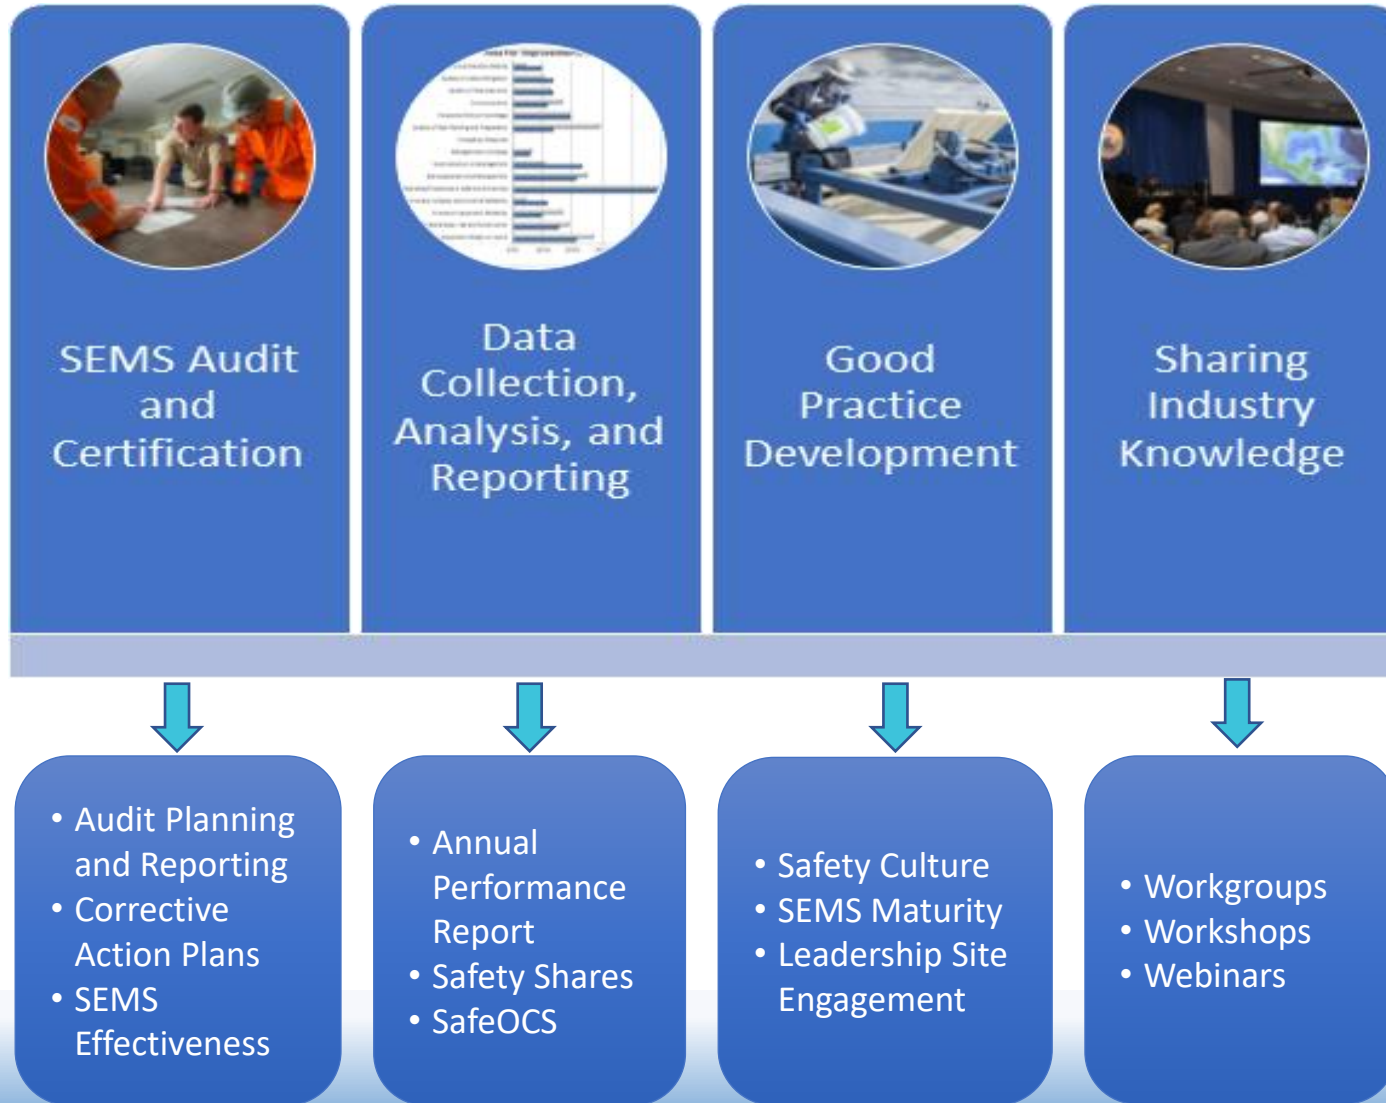 SEMS Audit
and
Certification
Data
Collection,
Analysis, and
Reporting
Good
Practice
Development
Sharing
Industry
Knowledge
• Audit Planning
and Reporting
• Corrective
Action Plans
• SEMS
Effectiveness
• Annual
Performance
Report
• Safety Shares
• SafeOCS
• Safety Culture
• SEMS Maturity
• Leadership Site
Engagement
• Workgroups
• Workshops
• Webinars